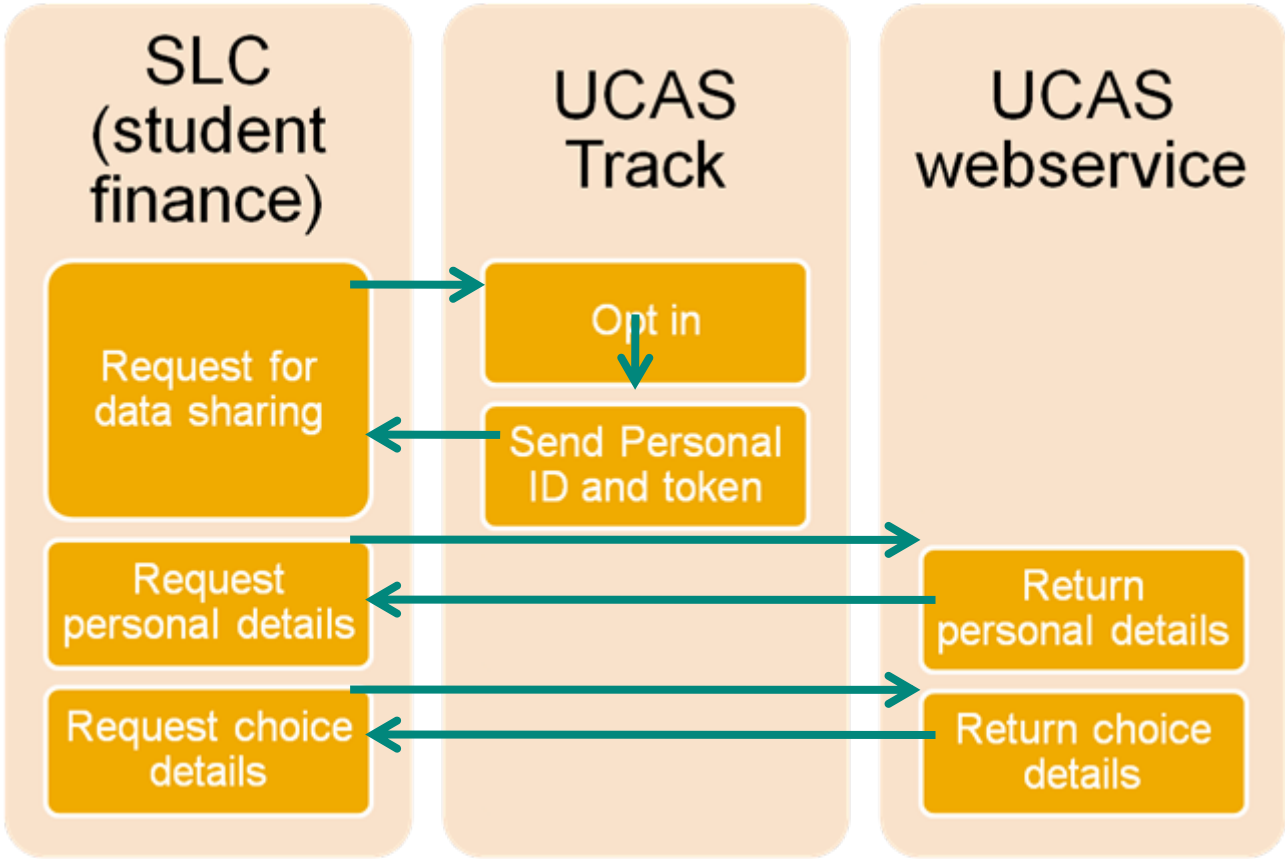 SLC
(student
finance)
Request for
data sharing
Request
personal details
Request choice
details
UCAS
Track
Opt in
Send Personal
ID and token
UCAS
webservice
Return
personal details
Return choice
details